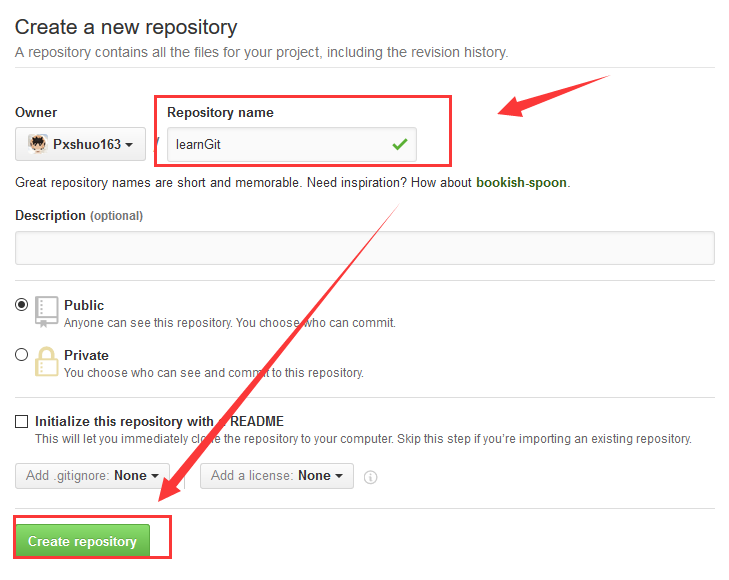 Create a new repository
A repository contains all the files for your project, including the revision history.
Owner
Repository name
Pxshuo163
/
learnGit
Great repository names are short and memorable. Need inspiration? How about bookish-spoon.
Description (optional)
Public
Anyone can see this repository. You choose who can commit.
Private
You choose who can see and commit to this repository.
Initialize this repository with a README
This will let you immediately clone the repository to your computer. Skip this step if you're importing an existing repository.
Add .gitignore: None
Add a license: None
Create repository